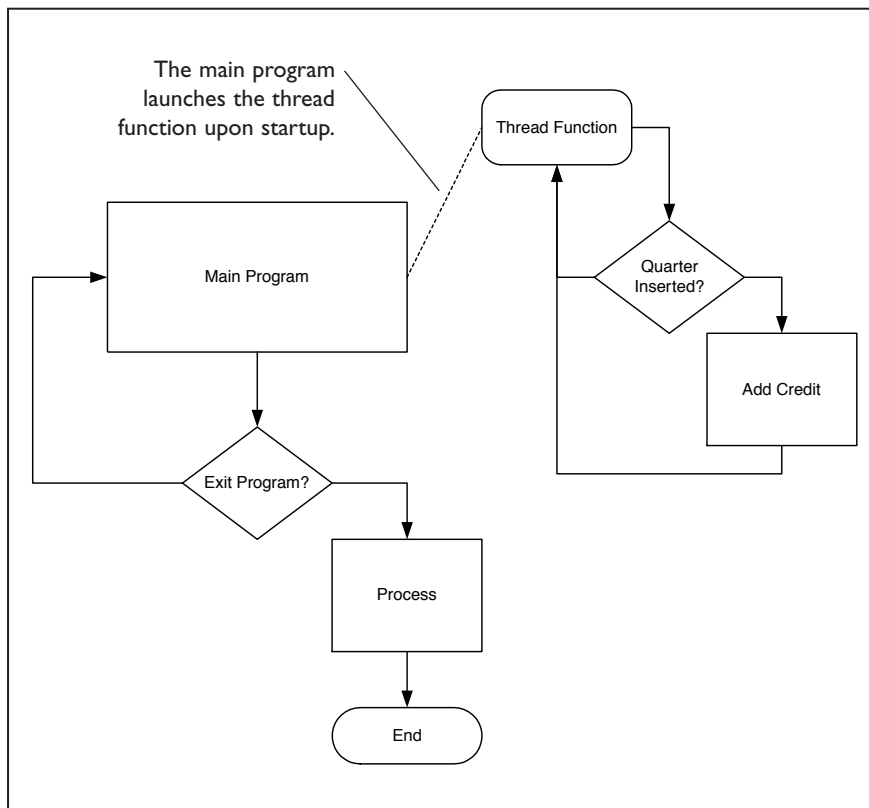 The main program
launches the thread
function upon startup.
Thread Function
Main Program
Quarter
Inserted?
Add Credit
Exit Program?
Process
End